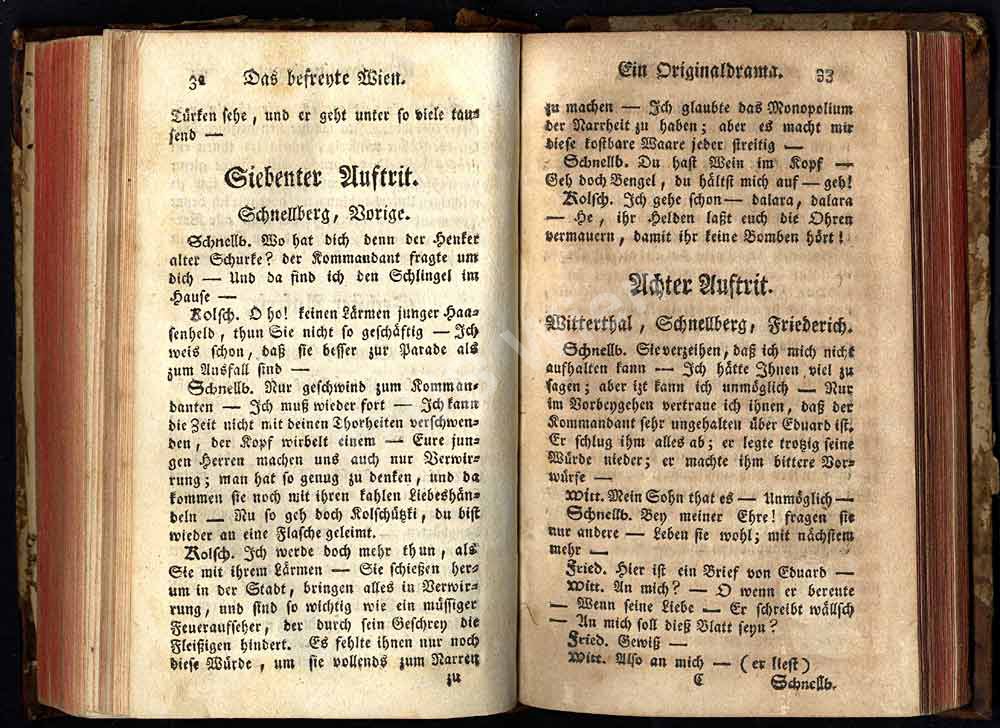 32 Das befreyte Wien.
Türken sehe, und er geht unter so viele tau=
send —
Siebenter Auftrit.
Schnellberg, Vorige.
Schnellb. Wo hat dich denn der Henker
alter Schurke? der Kommandant fragte um
dich — Und da find ich den Schlingel im
Hause —
Kolsch. O ho! keinen Lärmen junger Haa=
senheld, thun Sie nicht so geschäftig — Ich
weis schon, daß sie besser zur Parade als
zum Ausfall sind —
Schnellb. Nur geschwind zum Komman=
danten — Ich muß wieder fort — Ich kann
die Zeit nicht mit deinen Thorheiten verschwen=
den, der Kopf wirbelt einem — Eure jun=
gen Herren machen uns auch nur Verwir=
rung; man hat so genug zu denken, und da
kommen sie noch mit ihren kahlen Liebeshän=
deln — Nu so geh doch Kolschützki, du bist
wieder an eine Flasche geleimt.
Kolsch. Ich werde doch mehr thun, als
Sie mit ihrem Lärmen — Sie schießen her=
um in der Stadt, bringen alles in Verwir=
rung, und sind so wichtig wie ein müssiger
Feueraufseher, der durch sein Geschrey die
Fleißigen hindert. Es fehlte ihnen nur noch
diese Würde, um sie vollends zum Narren
zu
Ein Originaldrama. 33
zu machen — Ich glaubte das Monopolium
der Narrheit zu haben; aber es macht mir
diese kostbare Waare jeder streitig —
Schnellb. Du hast Wein im Kopf —
Geh doch Bengel, du hältst mich auf — geh!
Kolsch. Ich gehe schon — dalara, dalara
— He, ihr Helden laßt euch die Ohren
vermauern, damit ihr keine Bomben hört!
Achter Auftrit.
Witterthal, Schnellberg, Friederich.
Schnellb. Sie verzeihen, daß ich mich nicht
aufhalten kann — Ich hätte Ihnen viel zu
sagen; aber izt kann ich unmöglich — Nur
im Vorbeygehen vertraue ich ihnen, daß der
Kommandant sehr ungehalten über Eduard ist.
Er schlug ihm alles ab; er legte trotzig seine
Würde nieder; er machte ihm bittere Vor=
würfe —
Witt. Mein Sohn that es — Unmöglich —
Schnellb. Bey meiner Ehre! fragen sie
nur andere — Leben sie wohl; mit nächstem
mehr —
Fried. Hier ist ein Brief von Eduard —
Witt. An mich? — O wenn er bereute
— Wenn seine Liebe — Er schreibt wällsch
— An mich soll dieß Blatt seyn?
Fried. Gewiß —
Witt. Also an mich — (er liest)
C Schnellb.